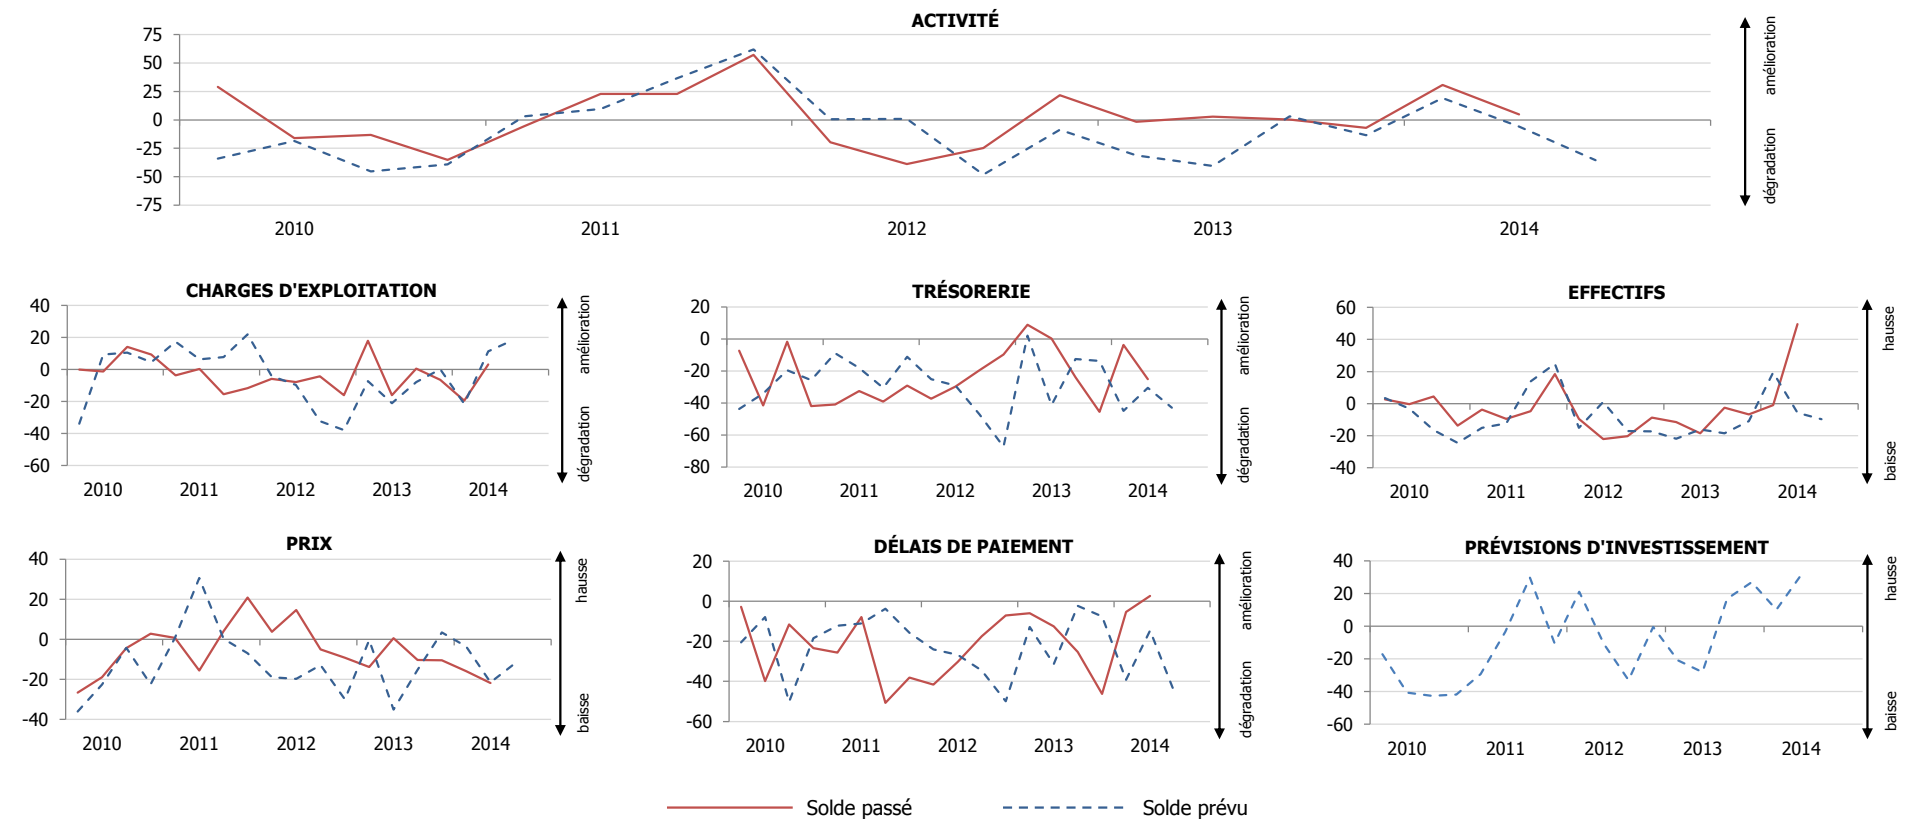 ACTIVITÉ
75
50
25
0
-25
-50
-75
2010 2011 2012 2013 2014
amélioration
dégradation
CHARGES D'EXPLOITATION
40
20
0
-20
-40
-60
2010 2011 2012 2013 2014
amélioration
dégradation
TRÉSORERIE
20
0
-20
-40
-60
-80
2010 2011 2012 2013 2014
amélioration
dégradation
EFFECTIFS
60
40
20
0
-20
-40
2010 2011 2012 2013 2014
hausse
baisse
PRIX
40
20
0
-20
-40
2010 2011 2012 2013 2014
hausse
baisse
DÉLAIS DE PAIEMENT
20
0
-20
-40
-60
2010 2011 2012 2013 2014
amélioration
dégradation
PRÉVISIONS D'INVESTISSEMENT
40
20
0
-20
-40
-60
2010 2011 2012 2013 2014
hausse
baisse
Solde passé Solde prévu